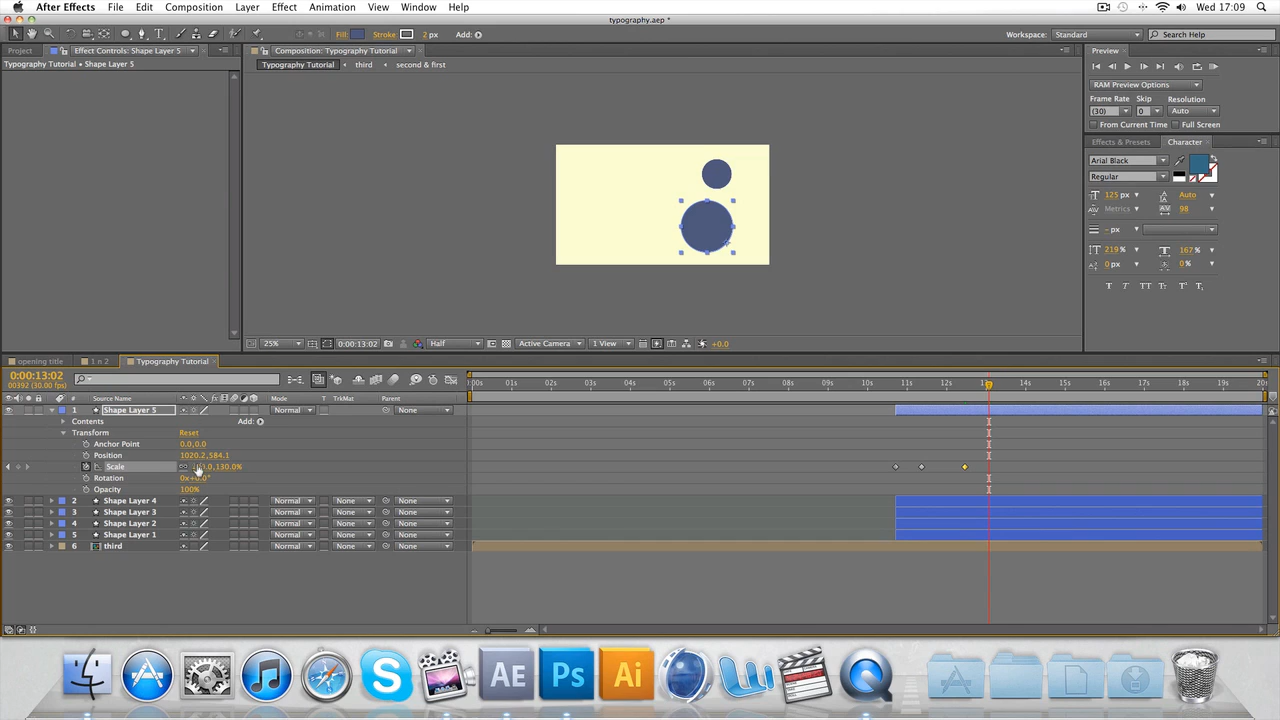 After Effects File Edit Composition Layer Effect Animation View Window Help Wed 17:09
typography.aep *
Fill: Stroke: 2 px Add: Workspace: Standard Search Help
Project Effect Controls: Shape Layer 5 Composition: Typography Tutorial Preview
Typography Tutorial • Shape Layer 5 Typography Tutorial third second & first
RAM Preview Options
Frame Rate Skip Resolution
(30) 0 Auto
From Current Time Full Screen
Effects & Presets Character
Arial Black
Regular
125 px Auto
Metrics 98
- px
219 % 167 %
0 px 0 %
T T TT Tt T¹ T₁
25% 0:00:13:02 Half Active Camera 1 View +0.0
opening title 1 n 2 Typography Tutorial
0:00:13:02
00392 (30.00 fps)
:00s 01s 02s 03s 04s 05s 06s 07s 08s 09s 10s 11s 12s 14s 15s 16s 17s 18s 19s 20s
# Source Name Mode T TrkMat Parent
1 Shape Layer 5 Normal None
Contents Add:
Transform Reset
Anchor Point 0.0,0.0
Position 1020.2,584.1
Scale 130.0%
Rotation 0x+0.0°
Opacity 100%
2 Shape Layer 4 Normal None None
3 Shape Layer 3 Normal None None
4 Shape Layer 2 Normal None None
5 Shape Layer 1 Normal None None
6 third Normal None None
AE Ps Ai